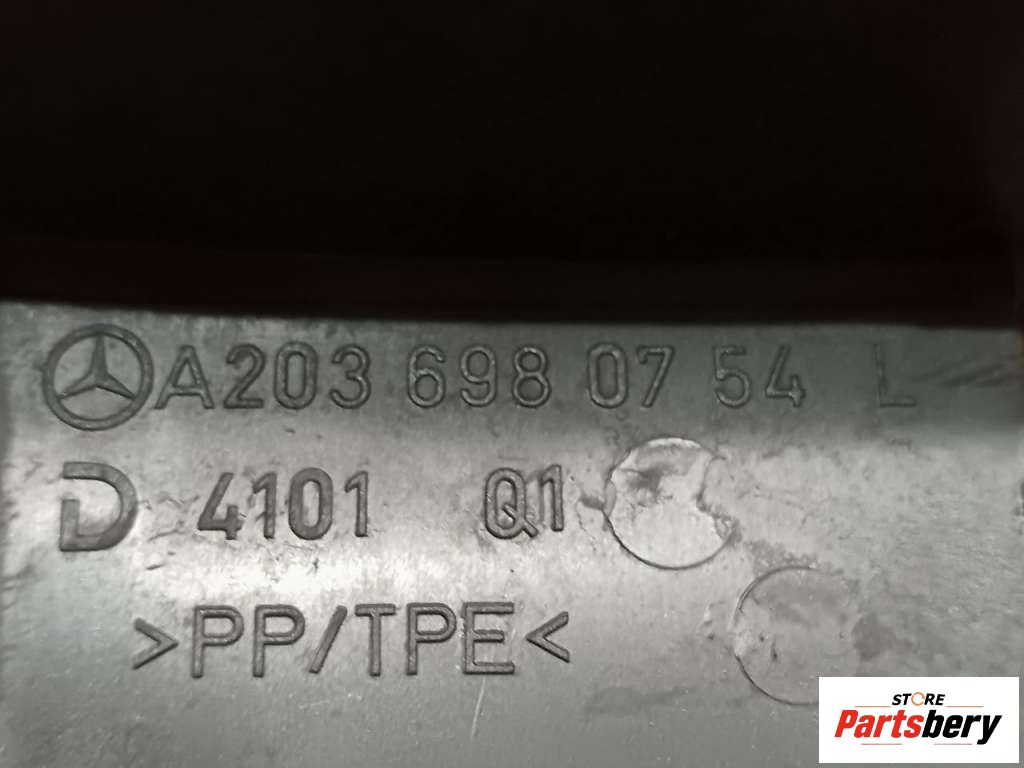 A203 698 07 54 L
D 4101 Q1
>PP/TPE<
STORE
Partsbery